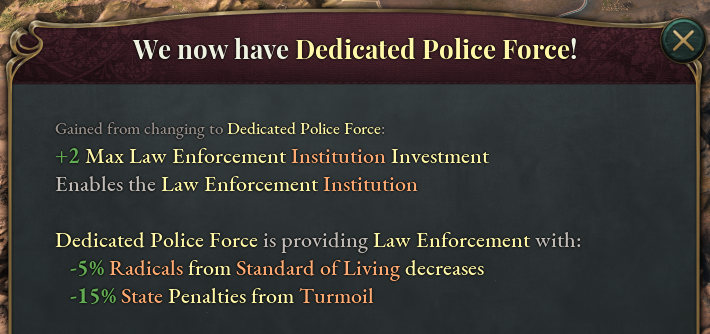 We now have Dedicated Police Force!
Gained from changing to Dedicated Police Force:
+2 Max Law Enforcement Institution Investment
Enables the Law Enforcement Institution
Dedicated Police Force is providing Law Enforcement with:
-5% Radicals from Standard of Living decreases
-15% State Penalties from Turmoil